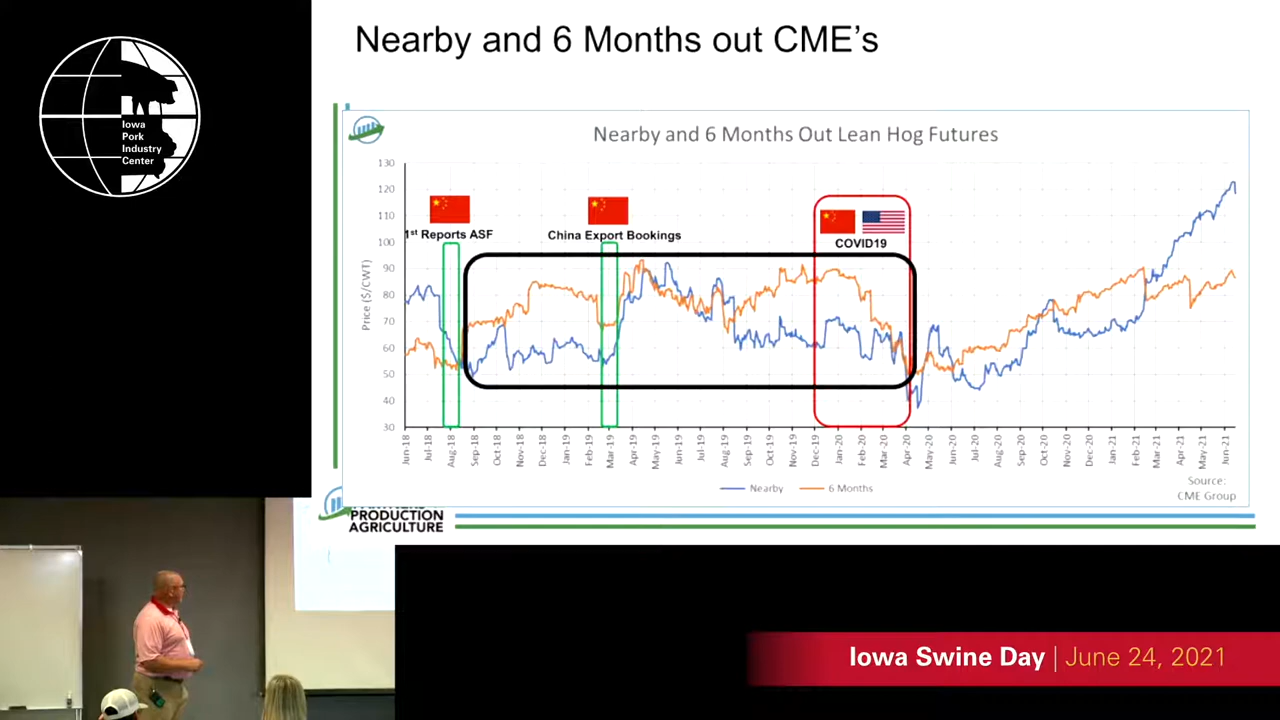 Nearby and 6 Months out CME's
Iowa
Pork
Industry
Center
Nearby and 6 Months Out Lean Hog Futures
Price ($/CWT)
130
120
110
100
90
80
70
60
50
40
30
1st Reports ASF
China Export Bookings
COVID19
Jun-18
Jul-18
Aug-18
Sep-18
Oct-18
Nov-18
Dec-18
Jan-19
Feb-19
Mar-19
Apr-19
May-19
Jun-19
Jul-19
Aug-19
Sep-19
Oct-19
Nov-19
Dec-19
Jan-20
Feb-20
Mar-20
Apr-20
May-20
Jun-20
Jul-20
Aug-20
Sep-20
Oct-20
Nov-20
Dec-20
Jan-21
Feb-21
Mar-21
Apr-21
May-21
Jun-21
Nearby
6 Months
Source:
CME Group
PRODUCTION
AGRICULTURE
Iowa Swine Day | June 24, 2021